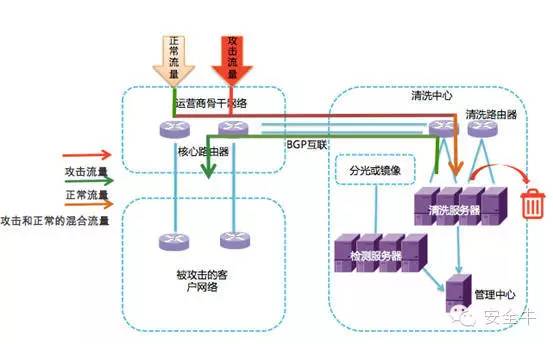 正常流量
攻击流量
运营商骨干网络
清洗中心
清洗路由器
核心路由器
BGP互联
攻击流量
正常流量
攻击和正常的混合流量
分光或镜像
清洗服务器
检测服务器
被攻击的客
户网络
管理中心
安全牛